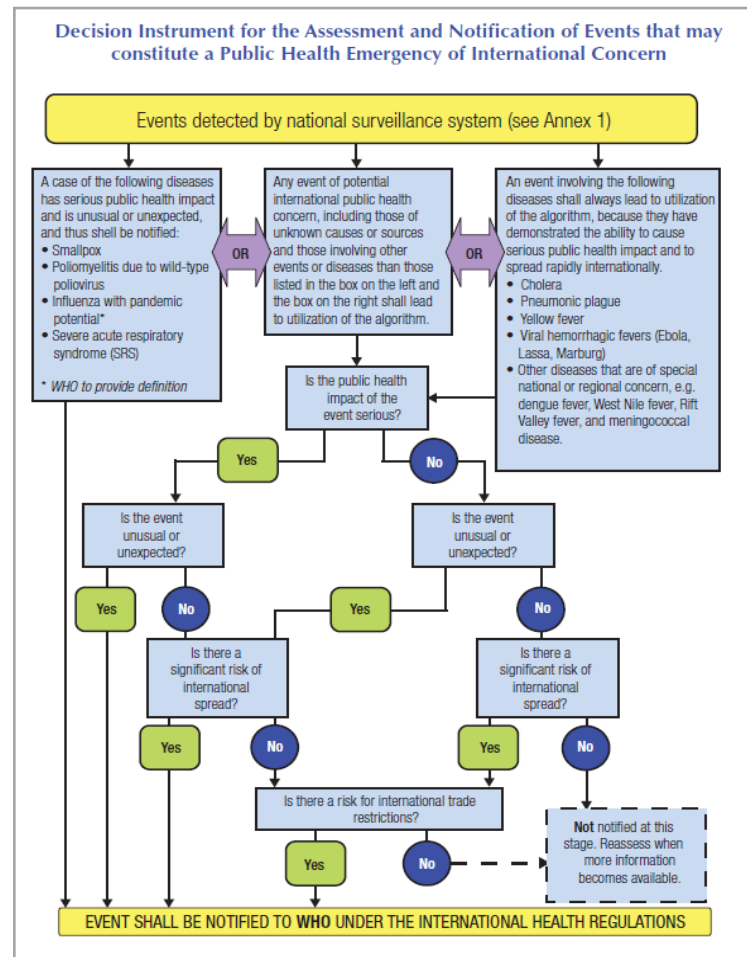 Decision Instrument for the Assessment and Notification of Events that may
constitute a Public Health Emergency of International Concern
Events detected by national surveillance system (see Annex 1)
A case of the following diseases
has serious public health impact
and is unusual or unexpected,
and thus shell be notified:
• Smallpox
• Poliomyelitis due to wild-type
poliovirus
• Influenza with pandemic
potential*
• Severe acute respiratory
syndrome (SRS)
* WHO to provide definition
OR
Any event of potential
international public health
concern, including those of
unknown causes or sources
and those involving other
events or diseases than those
listed in the box on the left and
the box on the right shall lead
to utilization of the algorithm.
OR
An event involving the following
diseases shall always lead to utilization
of the algorithm, because they have
demonstrated the ability to cause
serious public health impact and to
spread rapidly internationally.
• Cholera
• Pneumonic plague
• Yellow fever
• Viral hemorrhagic fevers (Ebola,
Lassa, Marburg)
• Other diseases that are of special
national or regional concern, e.g.
dengue fever, West Nile fever, Rift
Valley fever, and meningococcal
disease.
Is the public health
impact of the
event serious?
Yes
No
Is the event
unusual or
unexpected?
Is the event
unusual or
unexpected?
Yes
No
Yes
No
Is there a
significant risk of
international
spread?
Is there a
significant risk of
international
spread?
Yes
No
Yes
No
Is there a risk for international trade
restrictions?
Yes
No
Not notified at this
stage. Reassess when
more information
becomes available.
EVENT SHALL BE NOTIFIED TO WHO UNDER THE INTERNATIONAL HEALTH REGULATIONS